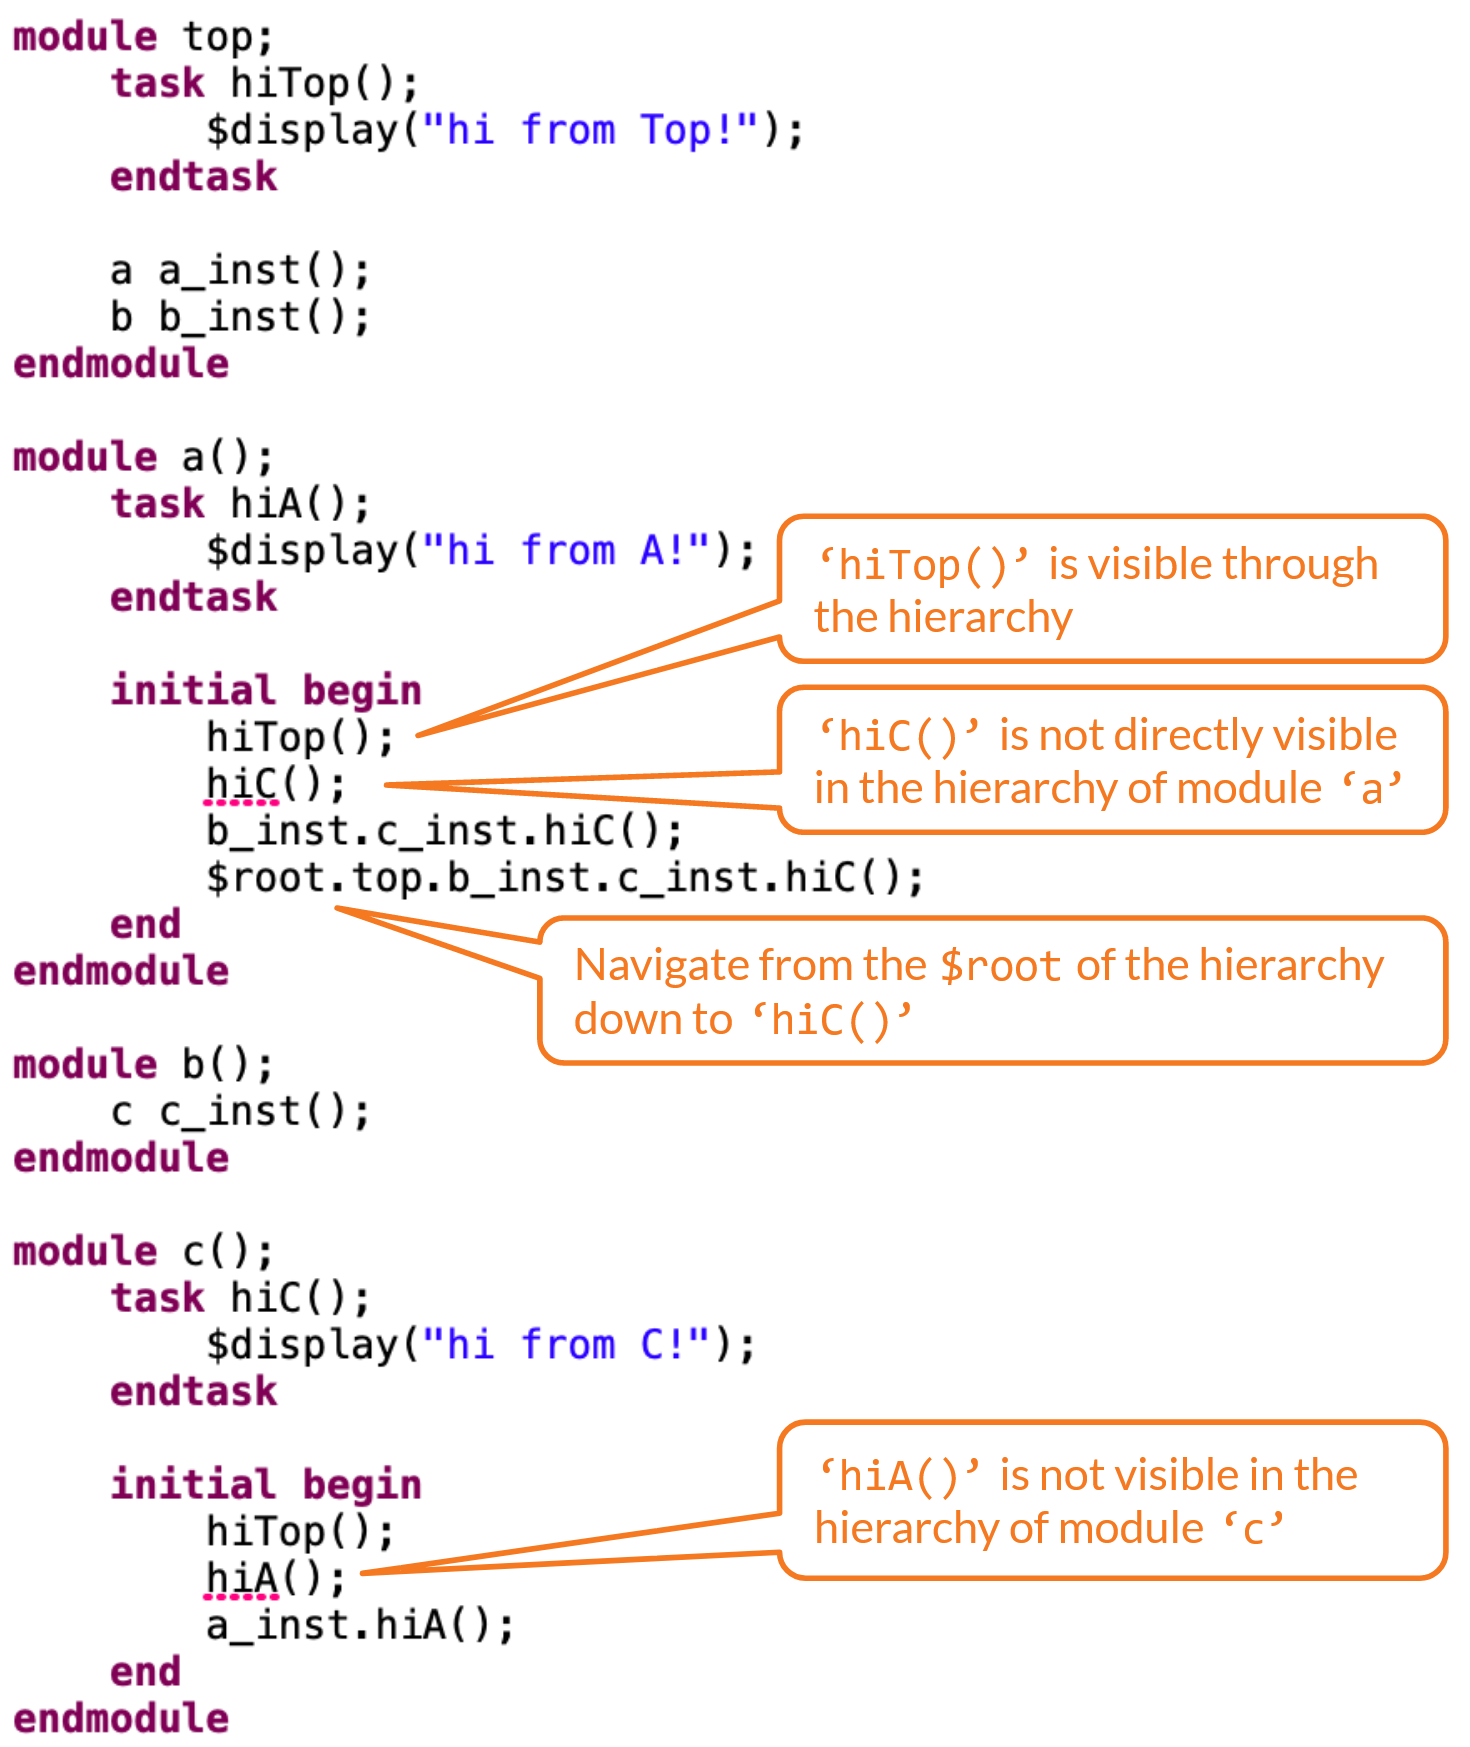 module top;
    task hiTop();
        $display("hi from Top!");
    endtask

    a a_inst();
    b b_inst();
endmodule

module a();
    task hiA();
        $display("hi from A!");
    endtask

‘hiTop()’ is visible through
the hierarchy

    initial begin
        hiTop();
        hiC();

‘hiC()’ is not directly visible
in the hierarchy of module ‘a’

        b_inst.c_inst.hiC();
        $root.top.b_inst.c_inst.hiC();
    end
endmodule

Navigate from the $root of the hierarchy
down to ‘hiC()’

module b();
    c c_inst();
endmodule

module c();
    task hiC();
        $display("hi from C!");
    endtask

    initial begin
        hiTop();
        hiA();

‘hiA()’ is not visible in the
hierarchy of module ‘c’

        a_inst.hiA();
    end
endmodule